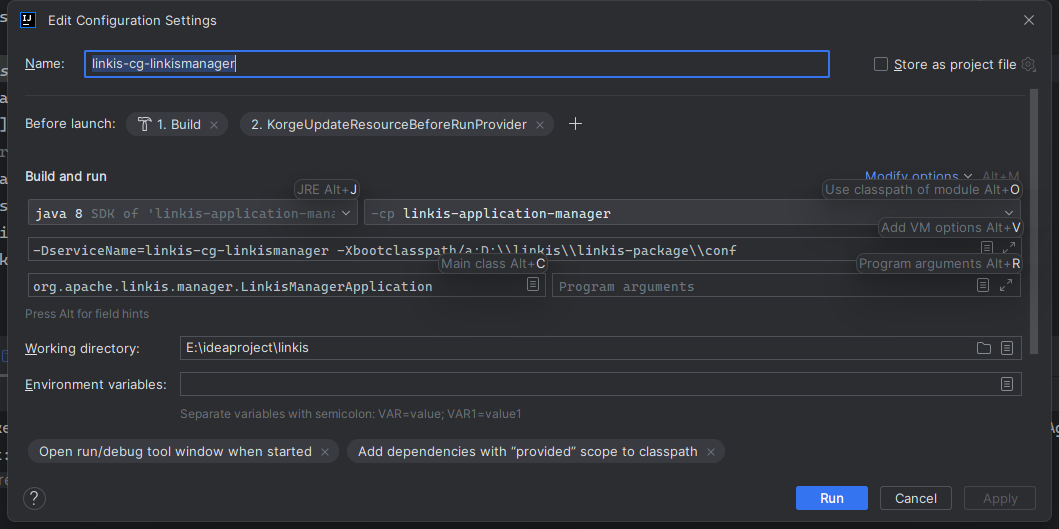 Edit Configuration Settings
Name: linkis-cg-linkismanager Store as project file
Before launch: 1. Build 2. KorgeUpdateResourceBeforeRunProvider
Build and run Modify options Alt+M
JRE Alt+J Use classpath of module Alt+O
java 8 SDK of 'linkis-application-mana -cp linkis-application-manager
Add VM options Alt+V
-DserviceName=linkis-cg-linkismanager -Xbootclasspath/a:D:\\linkis\\linkis-package\\conf
Main class Alt+C Program arguments Alt+R
org.apache.linkis.manager.LinkisManagerApplication Program arguments
Press Alt for field hints
Working directory: E:\ideaproject\linkis
Environment variables:
Separate variables with semicolon: VAR=value; VAR1=value1
Open run/debug tool window when started Add dependencies with “provided” scope to classpath
? Run Cancel Apply